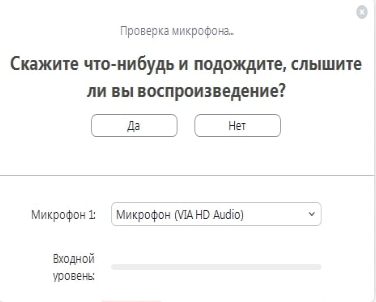 Проверка микрофона...
Скажите что-нибудь и подождите, слышите
ли вы воспроизведение?
Да
Нет
Микрофон 1:
Микрофон (VIA HD Audio)
Входной
уровень: